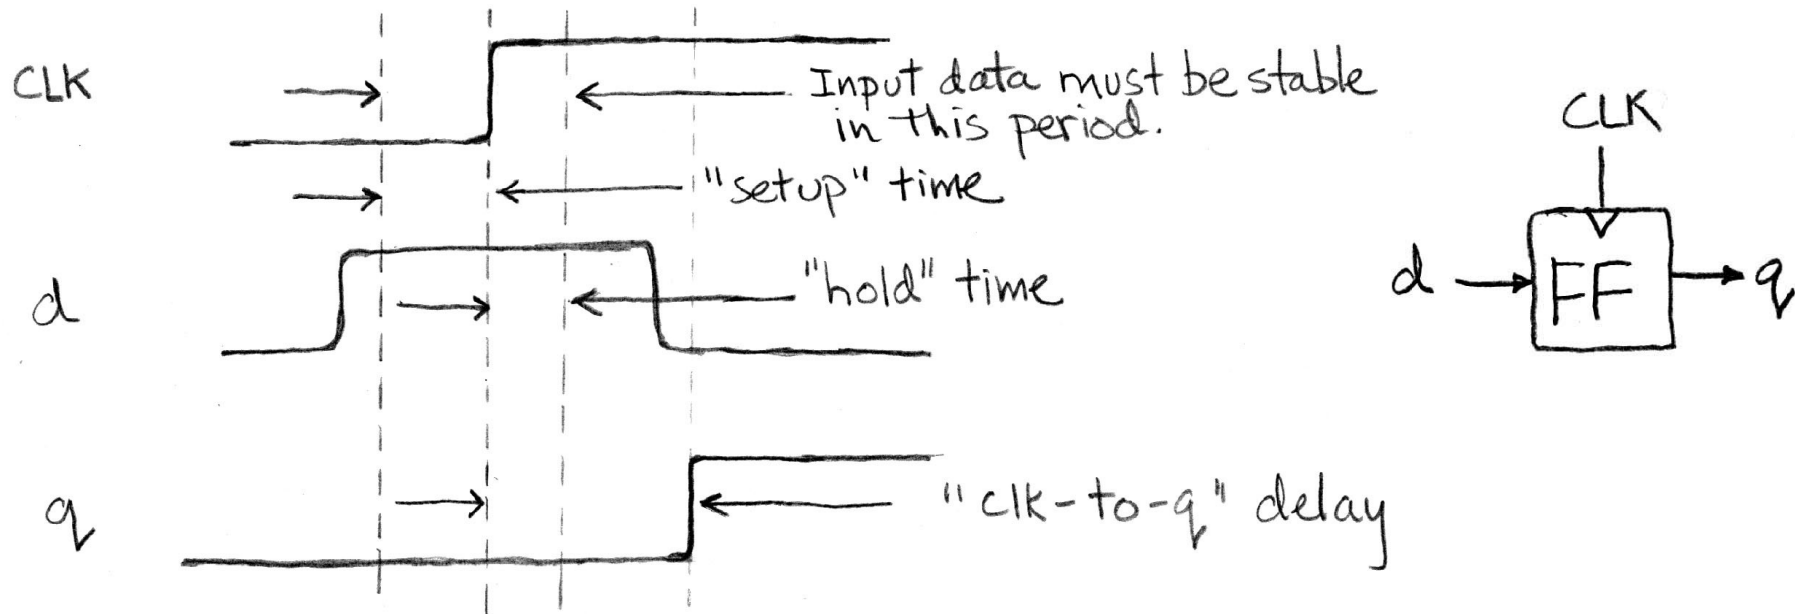 CLK
Input data must be stable
in this period.
"setup" time
d
"hold" time
q
"clk-to-q" delay
CLK
d
FF
q